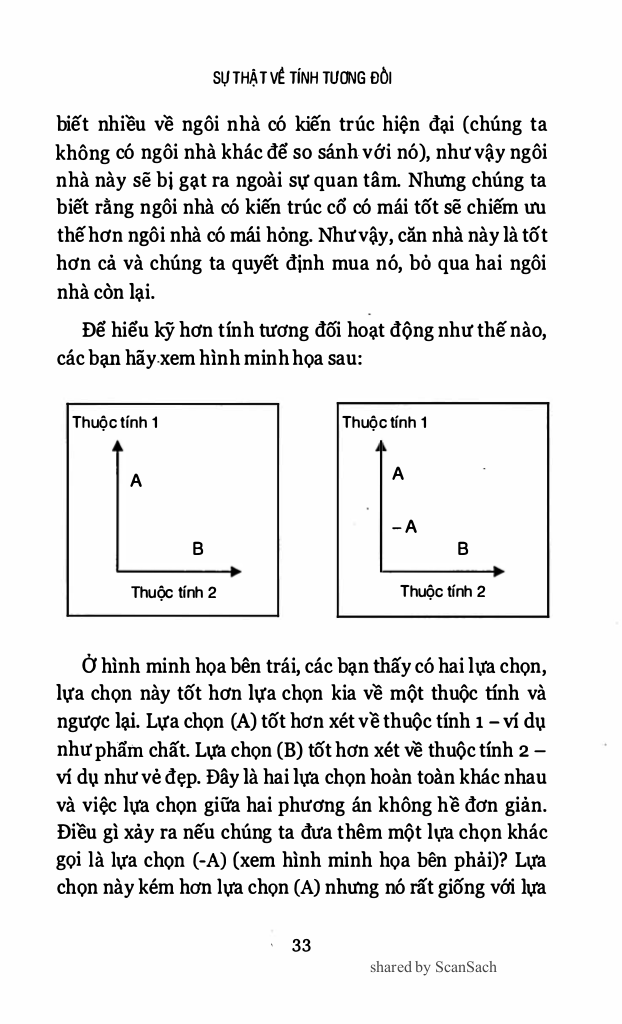 SỰ THẬT VỀ TÍNH TƯƠNG ĐỐI
biết nhiều về ngôi nhà có kiến trúc hiện đại (chúng ta
không có ngôi nhà khác để so sánh với nó), như vậy ngôi
nhà này sẽ bị gạt ra ngoài sự quan tâm. Nhưng chúng ta
biết rằng ngôi nhà có kiến trúc cổ có mái tốt sẽ chiếm ưu
thế hơn ngôi nhà có mái hỏng. Như vậy, căn nhà này là tốt
hơn cả và chúng ta quyết định mua nó, bỏ qua hai ngôi
nhà còn lại.
Để hiểu kỹ hơn tính tương đối hoạt động như thế nào,
các bạn hãy xem hình minh họa sau:
Thuộc tính 1
A
B
Thuộc tính 2
Thuộc tính 1
A
– A
B
Thuộc tính 2
Ở hình minh họa bên trái, các bạn thấy có hai lựa chọn,
lựa chọn này tốt hơn lựa chọn kia về một thuộc tính và
ngược lại. Lựa chọn (A) tốt hơn xét về thuộc tính 1 – ví dụ
như phẩm chất. Lựa chọn (B) tốt hơn xét về thuộc tính 2 –
ví dụ như vẻ đẹp. Đây là hai lựa chọn hoàn toàn khác nhau
và việc lựa chọn giữa hai phương án không hề đơn giản.
Điều gì xảy ra nếu chúng ta đưa thêm một lựa chọn khác
gọi là lựa chọn (-A) (xem hình minh họa bên phải)? Lựa
chọn này kém hơn lựa chọn (A) nhưng nó rất giống với lựa
33
shared by ScanSach